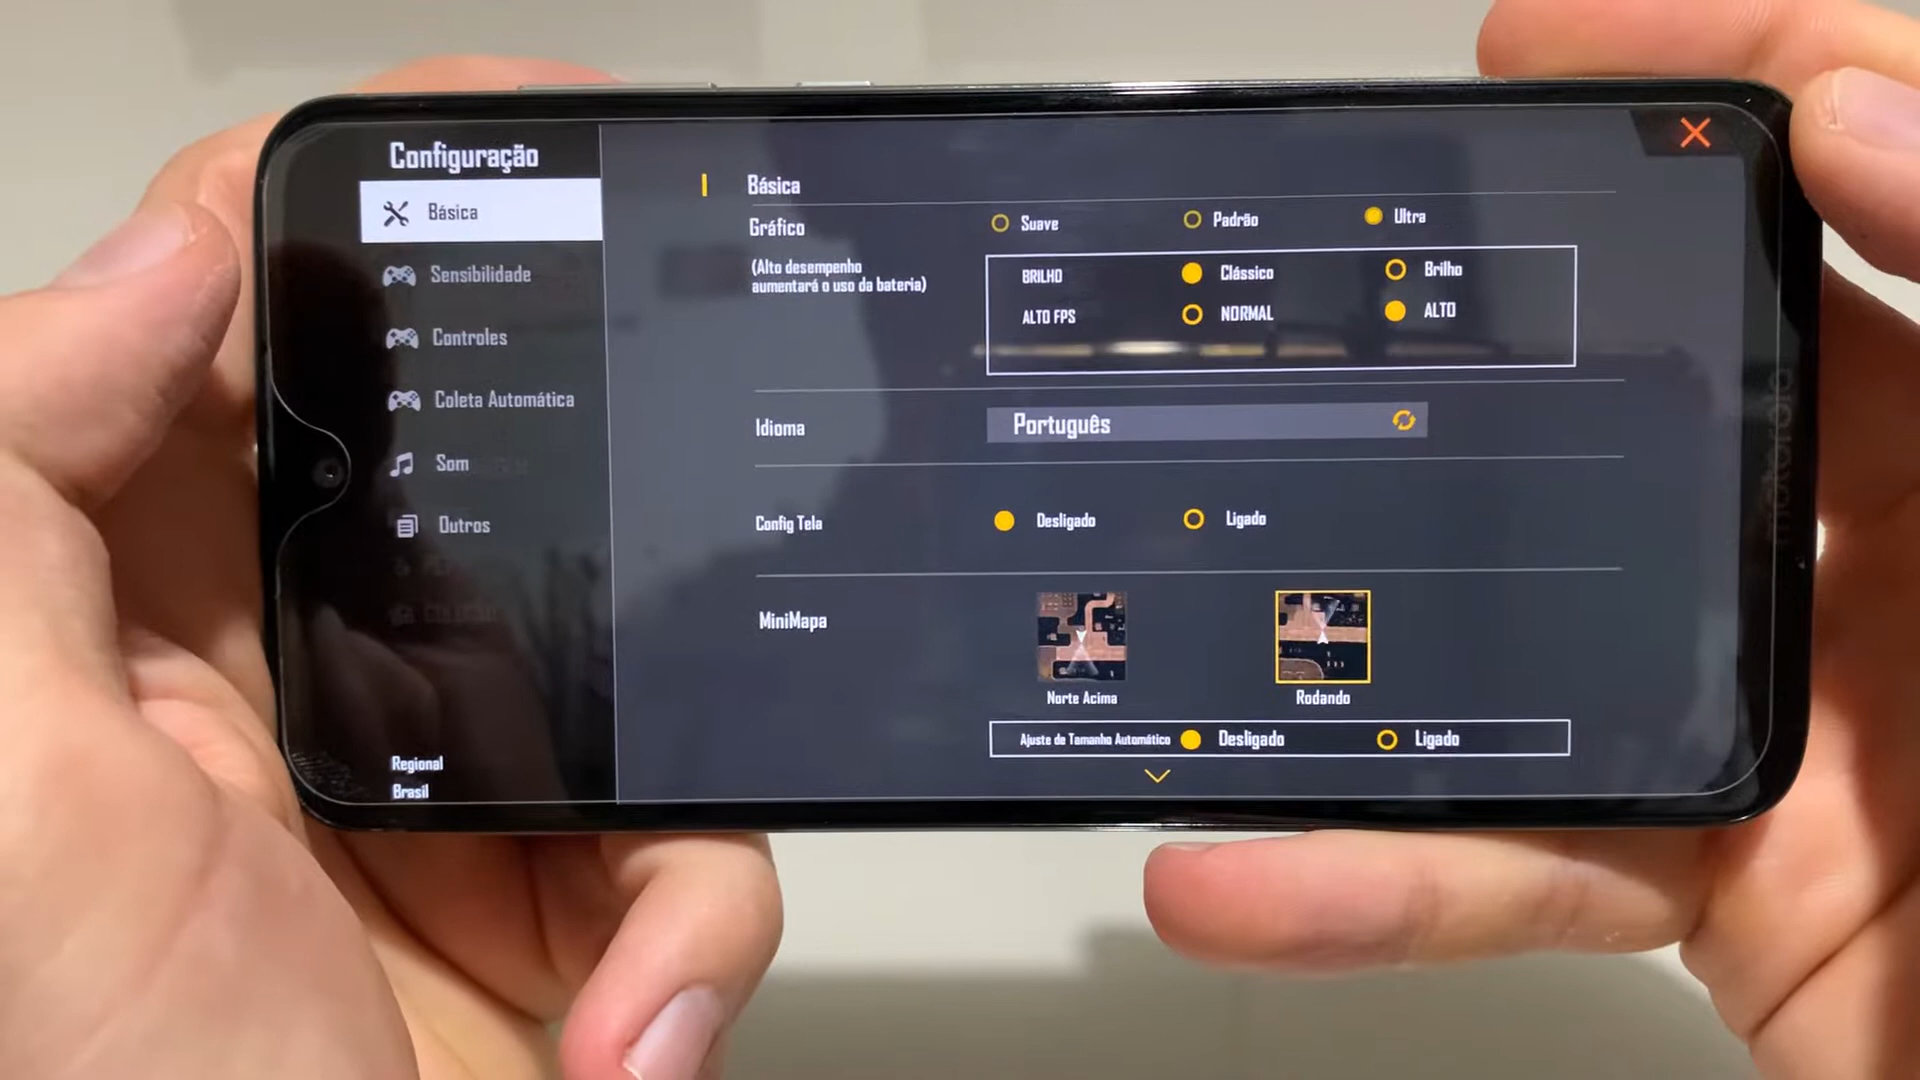 Configuração
Básica
Sensibilidade
Controles
Coleta Automática
Som
Outros
Regional
Brasil
Básica
Gráfico
(Alto desempenho
aumentará o uso da bateria)
Suave
Padrão
Ultra
BRILHO
Clássico
Brilho
ALTO FPS
NORMAL
ALTO
Idioma
Português
Config Tela
Desligado
Ligado
MiniMapa
Norte Acima
Rodando
Ajuste de Tamanho Automático
Desligado
Ligado
motorola